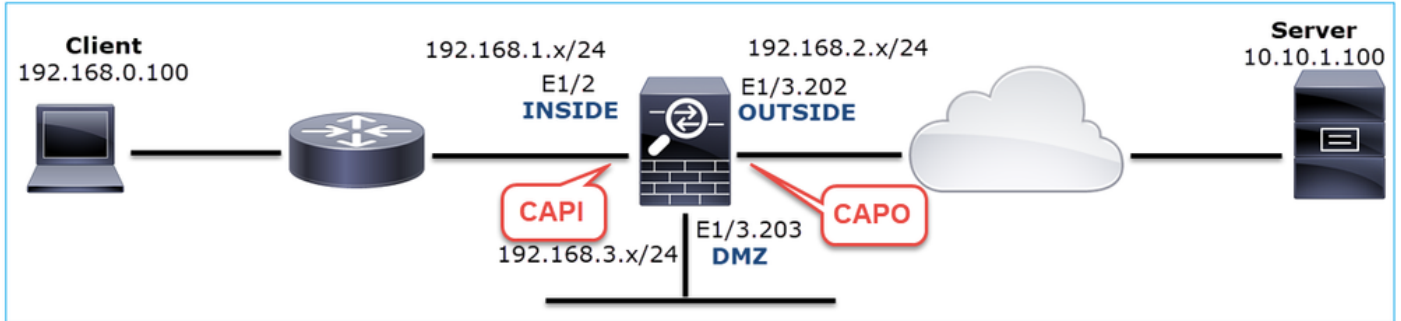 Client
192.168.0.100
192.168.1.x/24
E1/2
INSIDE
192.168.2.x/24
E1/3.202
OUTSIDE
Server
10.10.1.100
CAPI
CAPO
E1/3.203
192.168.3.x/24
DMZ